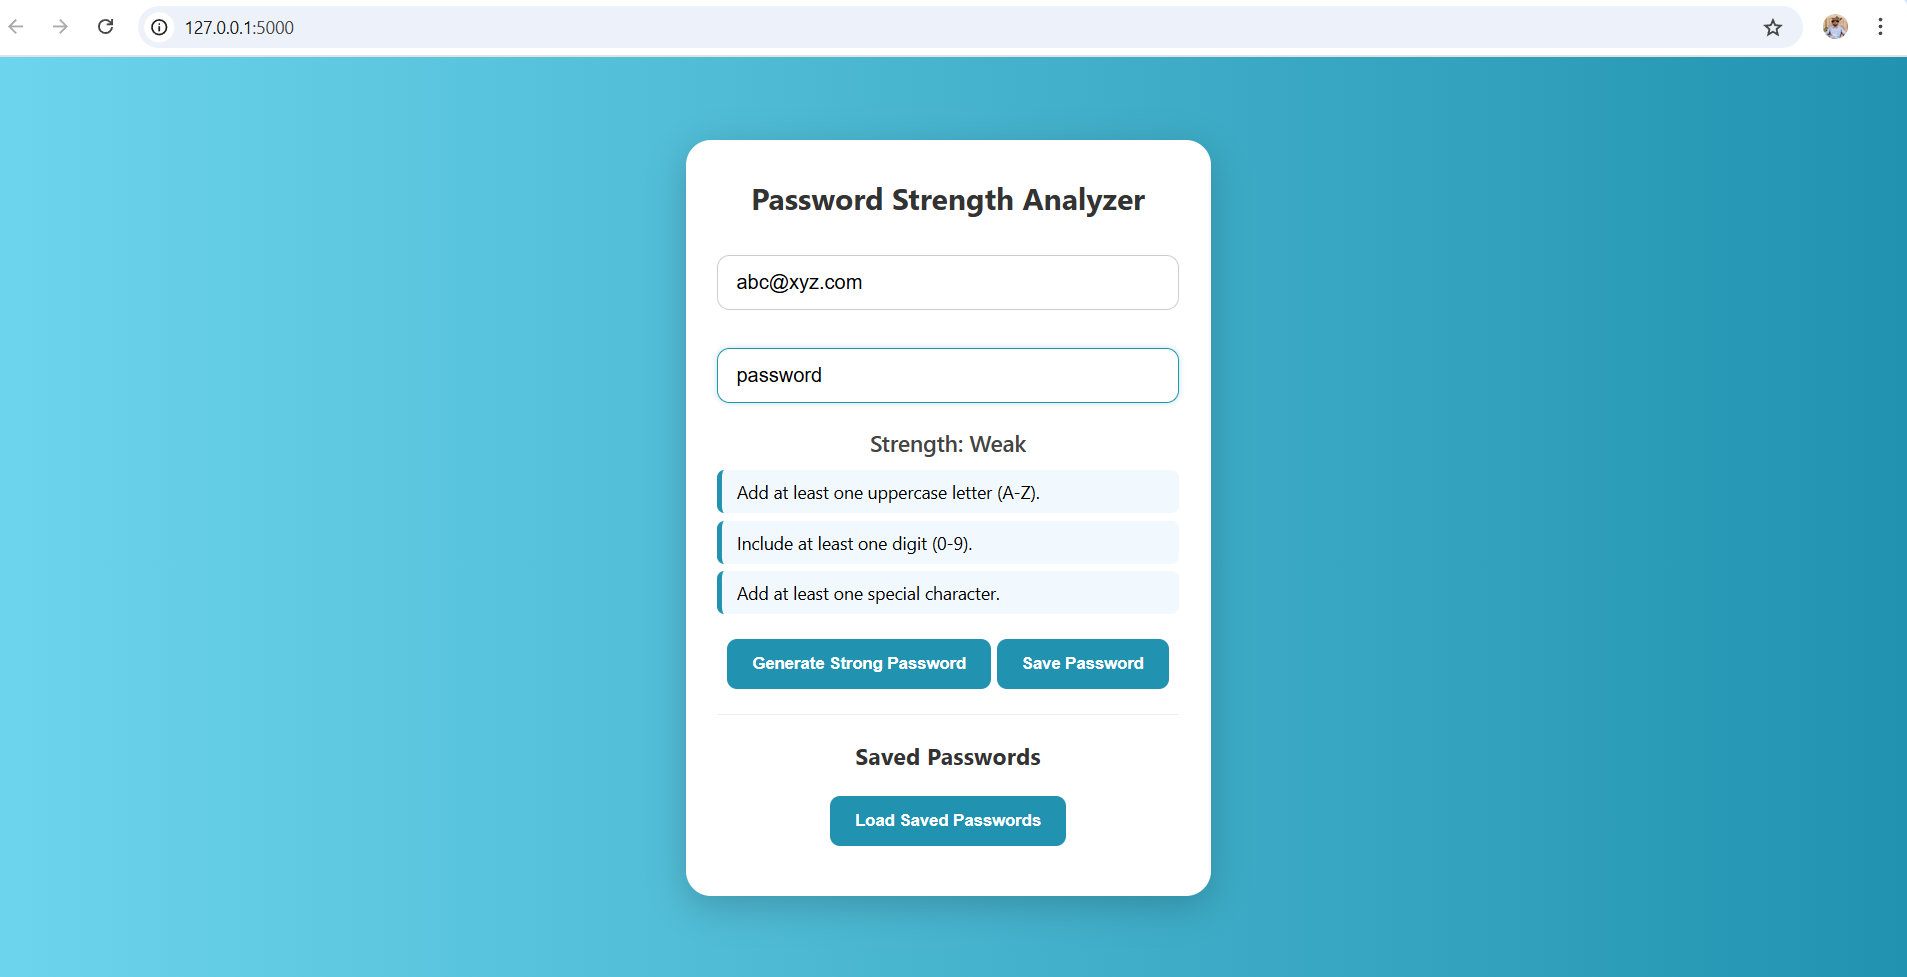 127.0.0.1:5000
Password Strength Analyzer
abc@xyz.com
password
Strength: Weak
Add at least one uppercase letter (A-Z).
Include at least one digit (0-9).
Add at least one special character.
Generate Strong Password Save Password
Saved Passwords
Load Saved Passwords